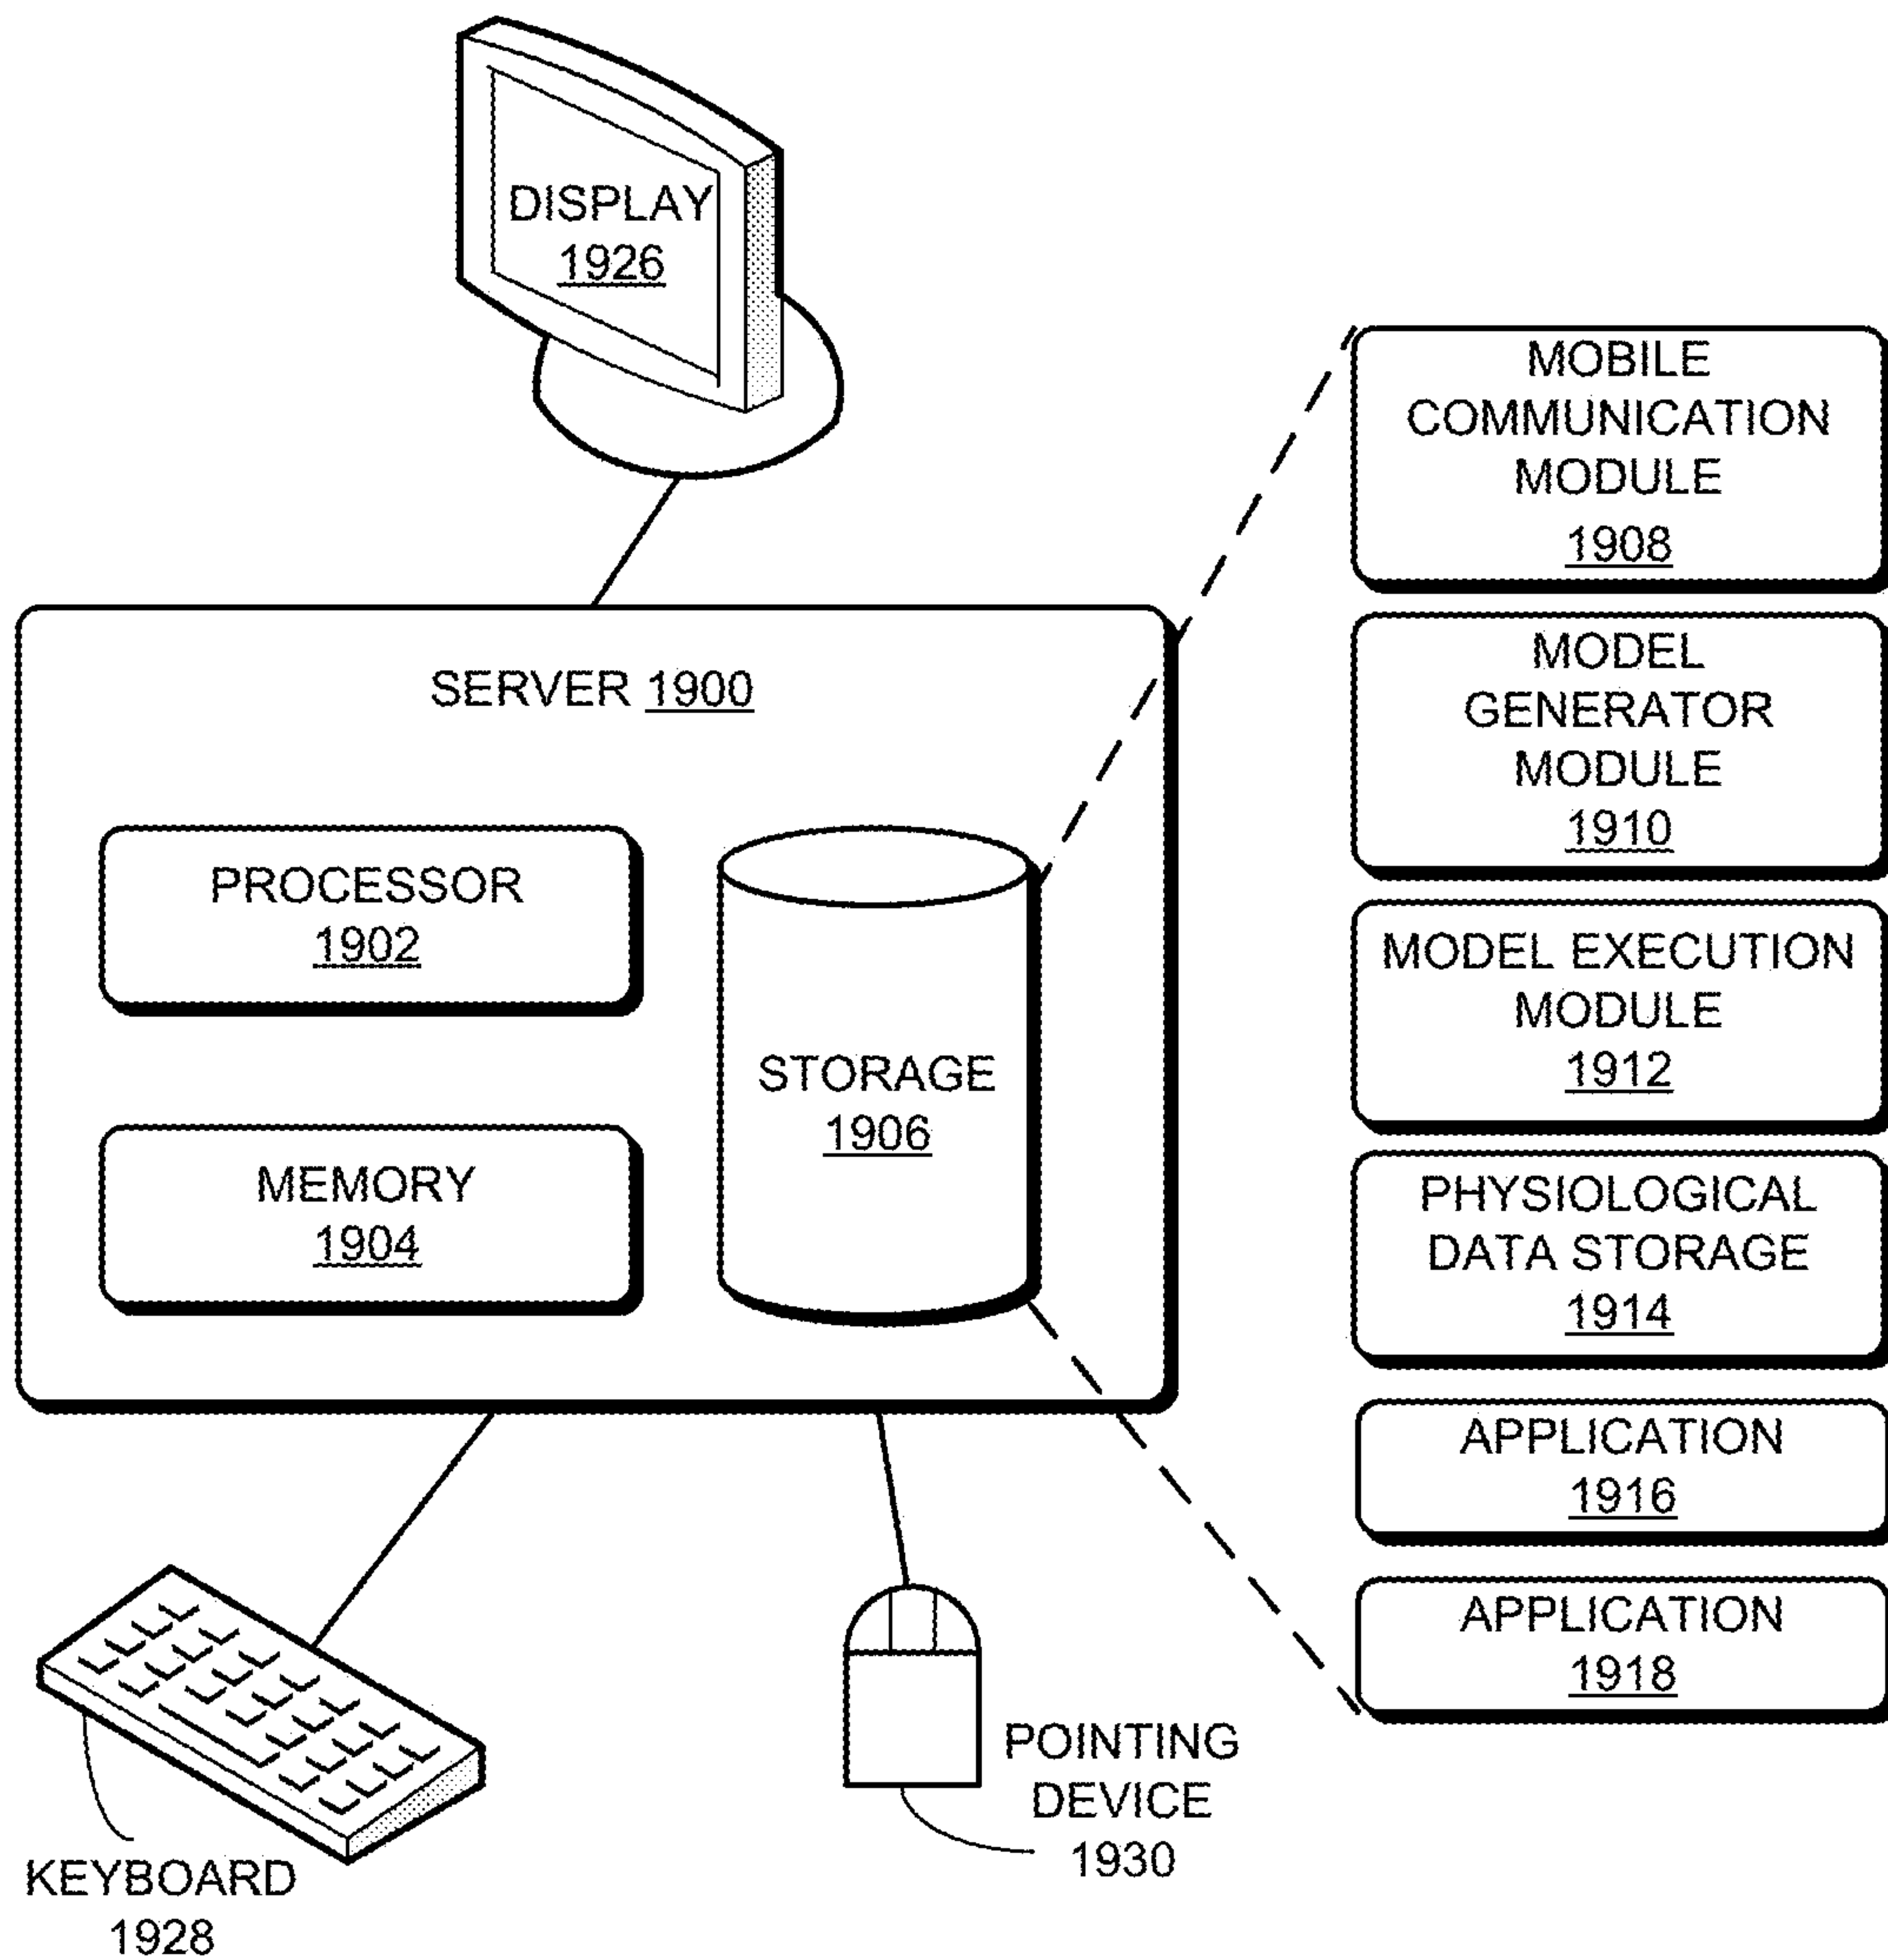 DISPLAY
1926
SERVER 1900
PROCESSOR
1902
MEMORY
1904
STORAGE
1906
MOBILE
COMMUNICATION
MODULE
1908
MODEL
GENERATOR
MODULE
1910
MODEL EXECUTION
MODULE
1912
PHYSIOLOGICAL
DATA STORAGE
1914
APPLICATION
1916
APPLICATION
1918
KEYBOARD
1928
POINTING
DEVICE
1930